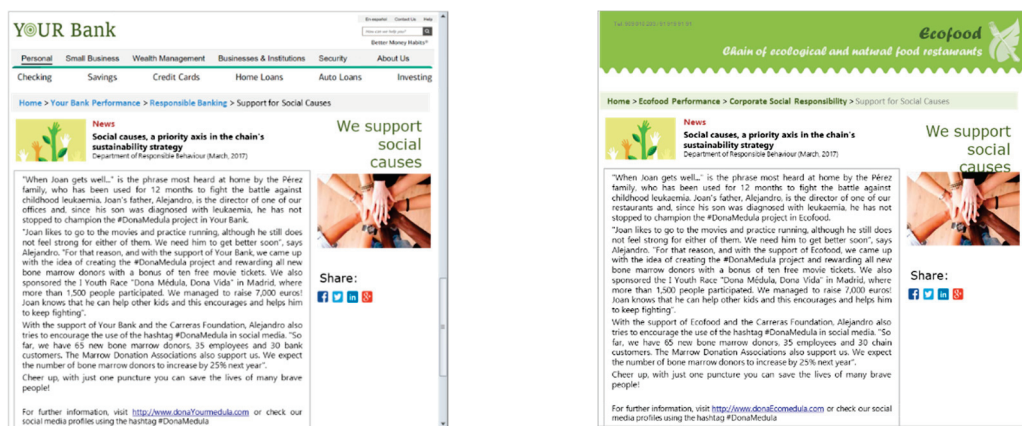 YOUR Bank
En español Contact Us Help
How can we help you?
Better Money Habits®
Personal Small Business Wealth Management Businesses & Institutions Security About Us
Checking Savings Credit Cards Home Loans Auto Loans Investing
Home > Your Bank Performance > Responsible Banking > Support for Social Causes
News
Social causes, a priority axis in the chain's
sustainability strategy
Department of Responsible Behaviour (March, 2017)
We support
social
causes
"When Joan gets well..." is the phrase most heard at home by the Pérez
family, who has been used for 12 months to fight the battle against
childhood leukaemia. Joan's father, Alejandro, is the director of one of our
offices and, since his son was diagnosed with leukaemia, he has not
stopped to champion the #DonaMedula project in Your Bank.
"Joan likes to go to the movies and practice running, although he still does
not feel strong for either of them. We need him to get better soon", says
Alejandro. "For that reason, and with the support of Your Bank, we came up
with the idea of creating the #DonaMedula project and rewarding all new
bone marrow donors with a bonus of ten free movie tickets. We also
sponsored the I Youth Race "Dona Médula, Dona Vida" in Madrid, where
more than 1,500 people participated. We managed to raise 7,000 euros!
Joan knows that he can help other kids and this encourages and helps him
to keep fighting".
With the support of Your Bank and the Carreras Foundation, Alejandro also
tries to encourage the use of the hashtag #DonaMedula in social media. "So
far, we have 65 new bone marrow donors, 35 employees and 30 bank
customers. The Marrow Donation Associations also support us. We expect
the number of bone marrow donors to increase by 25% next year".
Cheer up, with just one puncture you can save the lives of many brave
people!
For further information, visit http://www.donaYourmedula.com or check our
social media profiles using the hashtag #DonaMedula
Share:
Ecofood
Chain of ecological and natural food restaurants
Home > Ecofood Performance > Corporate Social Responsibility > Support for Social Causes
News
Social causes, a priority axis in the chain's
sustainability strategy
Department of Responsible Behaviour (March, 2017)
We support
social
causes
"When Joan gets well..." is the phrase most heard at home by the Pérez
family, who has been used for 12 months to fight the battle against
childhood leukaemia. Joan's father, Alejandro, is the director of one of our
restaurants and, since his son was diagnosed with leukaemia, he has not
stopped to champion the #DonaMedula project in Ecofood.
"Joan likes to go to the movies and practice running, although he still does
not feel strong for either of them. We need him to get better soon", says
Alejandro. "For that reason, and with the support of Ecofood, we came up
with the idea of creating the #DonaMedula project and rewarding all new
bone marrow donors with a bonus of ten free movie tickets. We also
sponsored the I Youth Race "Dona Médula, Dona Vida" in Madrid, where
more than 1,500 people participated. We managed to raise 7,000 euros!
Joan knows that he can help other kids and this encourages and helps him
to keep fighting".
With the support of Ecofood and the Carreras Foundation, Alejandro also
tries to encourage the use of the hashtag #DonaMedula in social media. "So
far, we have 65 new bone marrow donors, 35 employees and 30 chain
customers. The Marrow Donation Associations also support us. We expect
the number of bone marrow donors to increase by 25% next year".
Cheer up, with just one puncture you can save the lives of many brave
people!
For further information, visit http://www.donaEcomedula.com or check our
social media profiles using the hashtag #DonaMedula
Share: